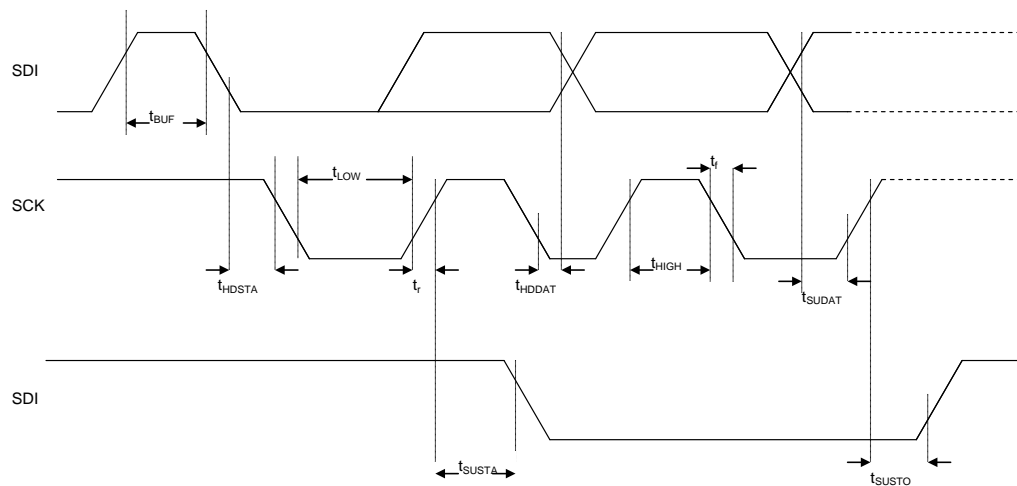 SDI
tBUF
tLOW
tf
SCK
tHDSTA
tr
tHDDAT
tHIGH
tSUDAT
SDI
tSUSTA
tSUSTO